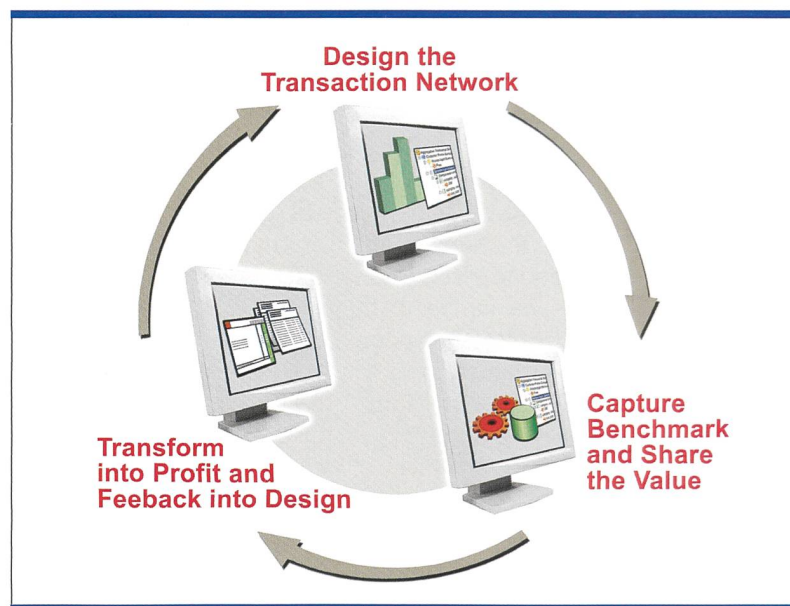 Design the
Transaction Network
Capture
Benchmark
and Share
the Value
Transform
into Profit and
Feeback into Design